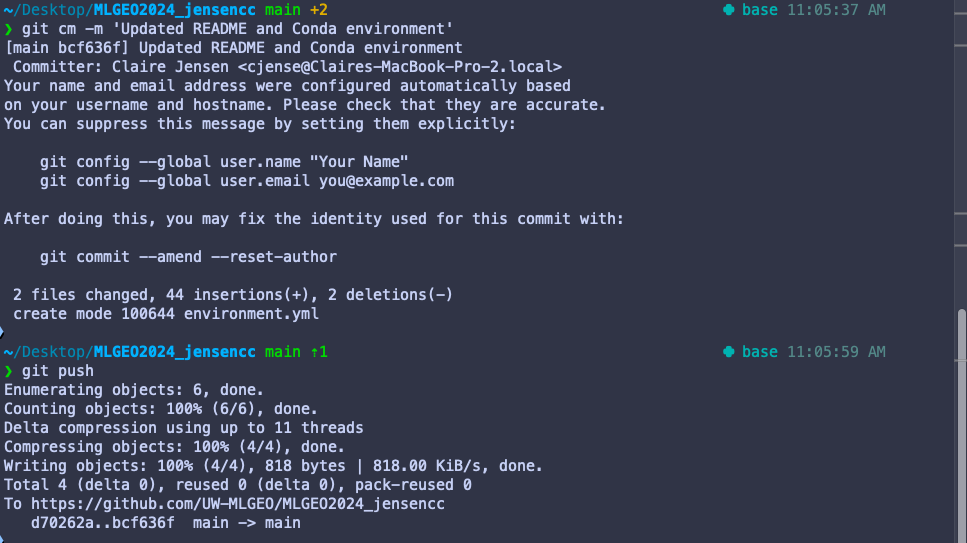 ~/Desktop/MLGEO2024_jensencc main +2 base 11:05:37 AM
❯ git cm -m 'Updated README and Conda environment'
[main bcf636f] Updated README and Conda environment
Committer: Claire Jensen <cjense@Claires-MacBook-Pro-2.local>
Your name and email address were configured automatically based
on your username and hostname. Please check that they are accurate.
You can suppress this message by setting them explicitly:
git config --global user.name "Your Name"
git config --global user.email you@example.com
After doing this, you may fix the identity used for this commit with:
git commit --amend --reset-author
2 files changed, 44 insertions(+), 2 deletions(-)
create mode 100644 environment.yml
~/Desktop/MLGEO2024_jensencc main ⇡1 base 11:05:59 AM
❯ git push
Enumerating objects: 6, done.
Counting objects: 100% (6/6), done.
Delta compression using up to 11 threads
Compressing objects: 100% (4/4), done.
Writing objects: 100% (4/4), 818 bytes | 818.00 KiB/s, done.
Total 4 (delta 0), reused 0 (delta 0), pack-reused 0
To https://github.com/UW-MLGEO/MLGEO2024_jensencc
d70262a..bcf636f main -> main